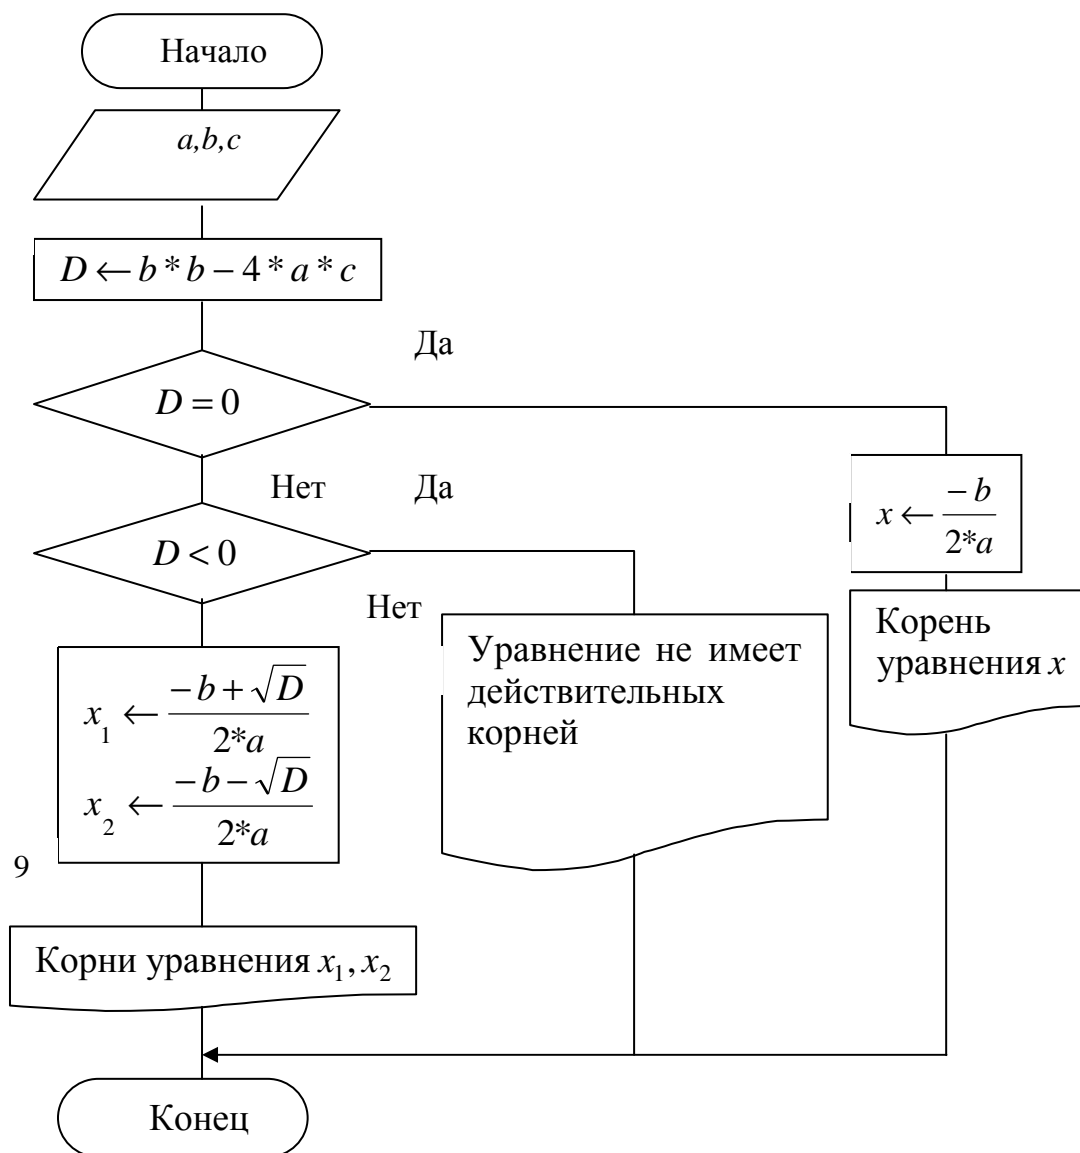 Начало
a,b,c
D ← b * b − 4 * a * c
Да
D = 0
Нет
Да
x ← −b / 2*a
D < 0
Нет
Корень
уравнения x
Уравнение не имеет
действительных
корней
x₁ ← −b + √D / 2*a
x₂ ← −b − √D / 2*a
9
Корни уравнения x₁, x₂
Конец